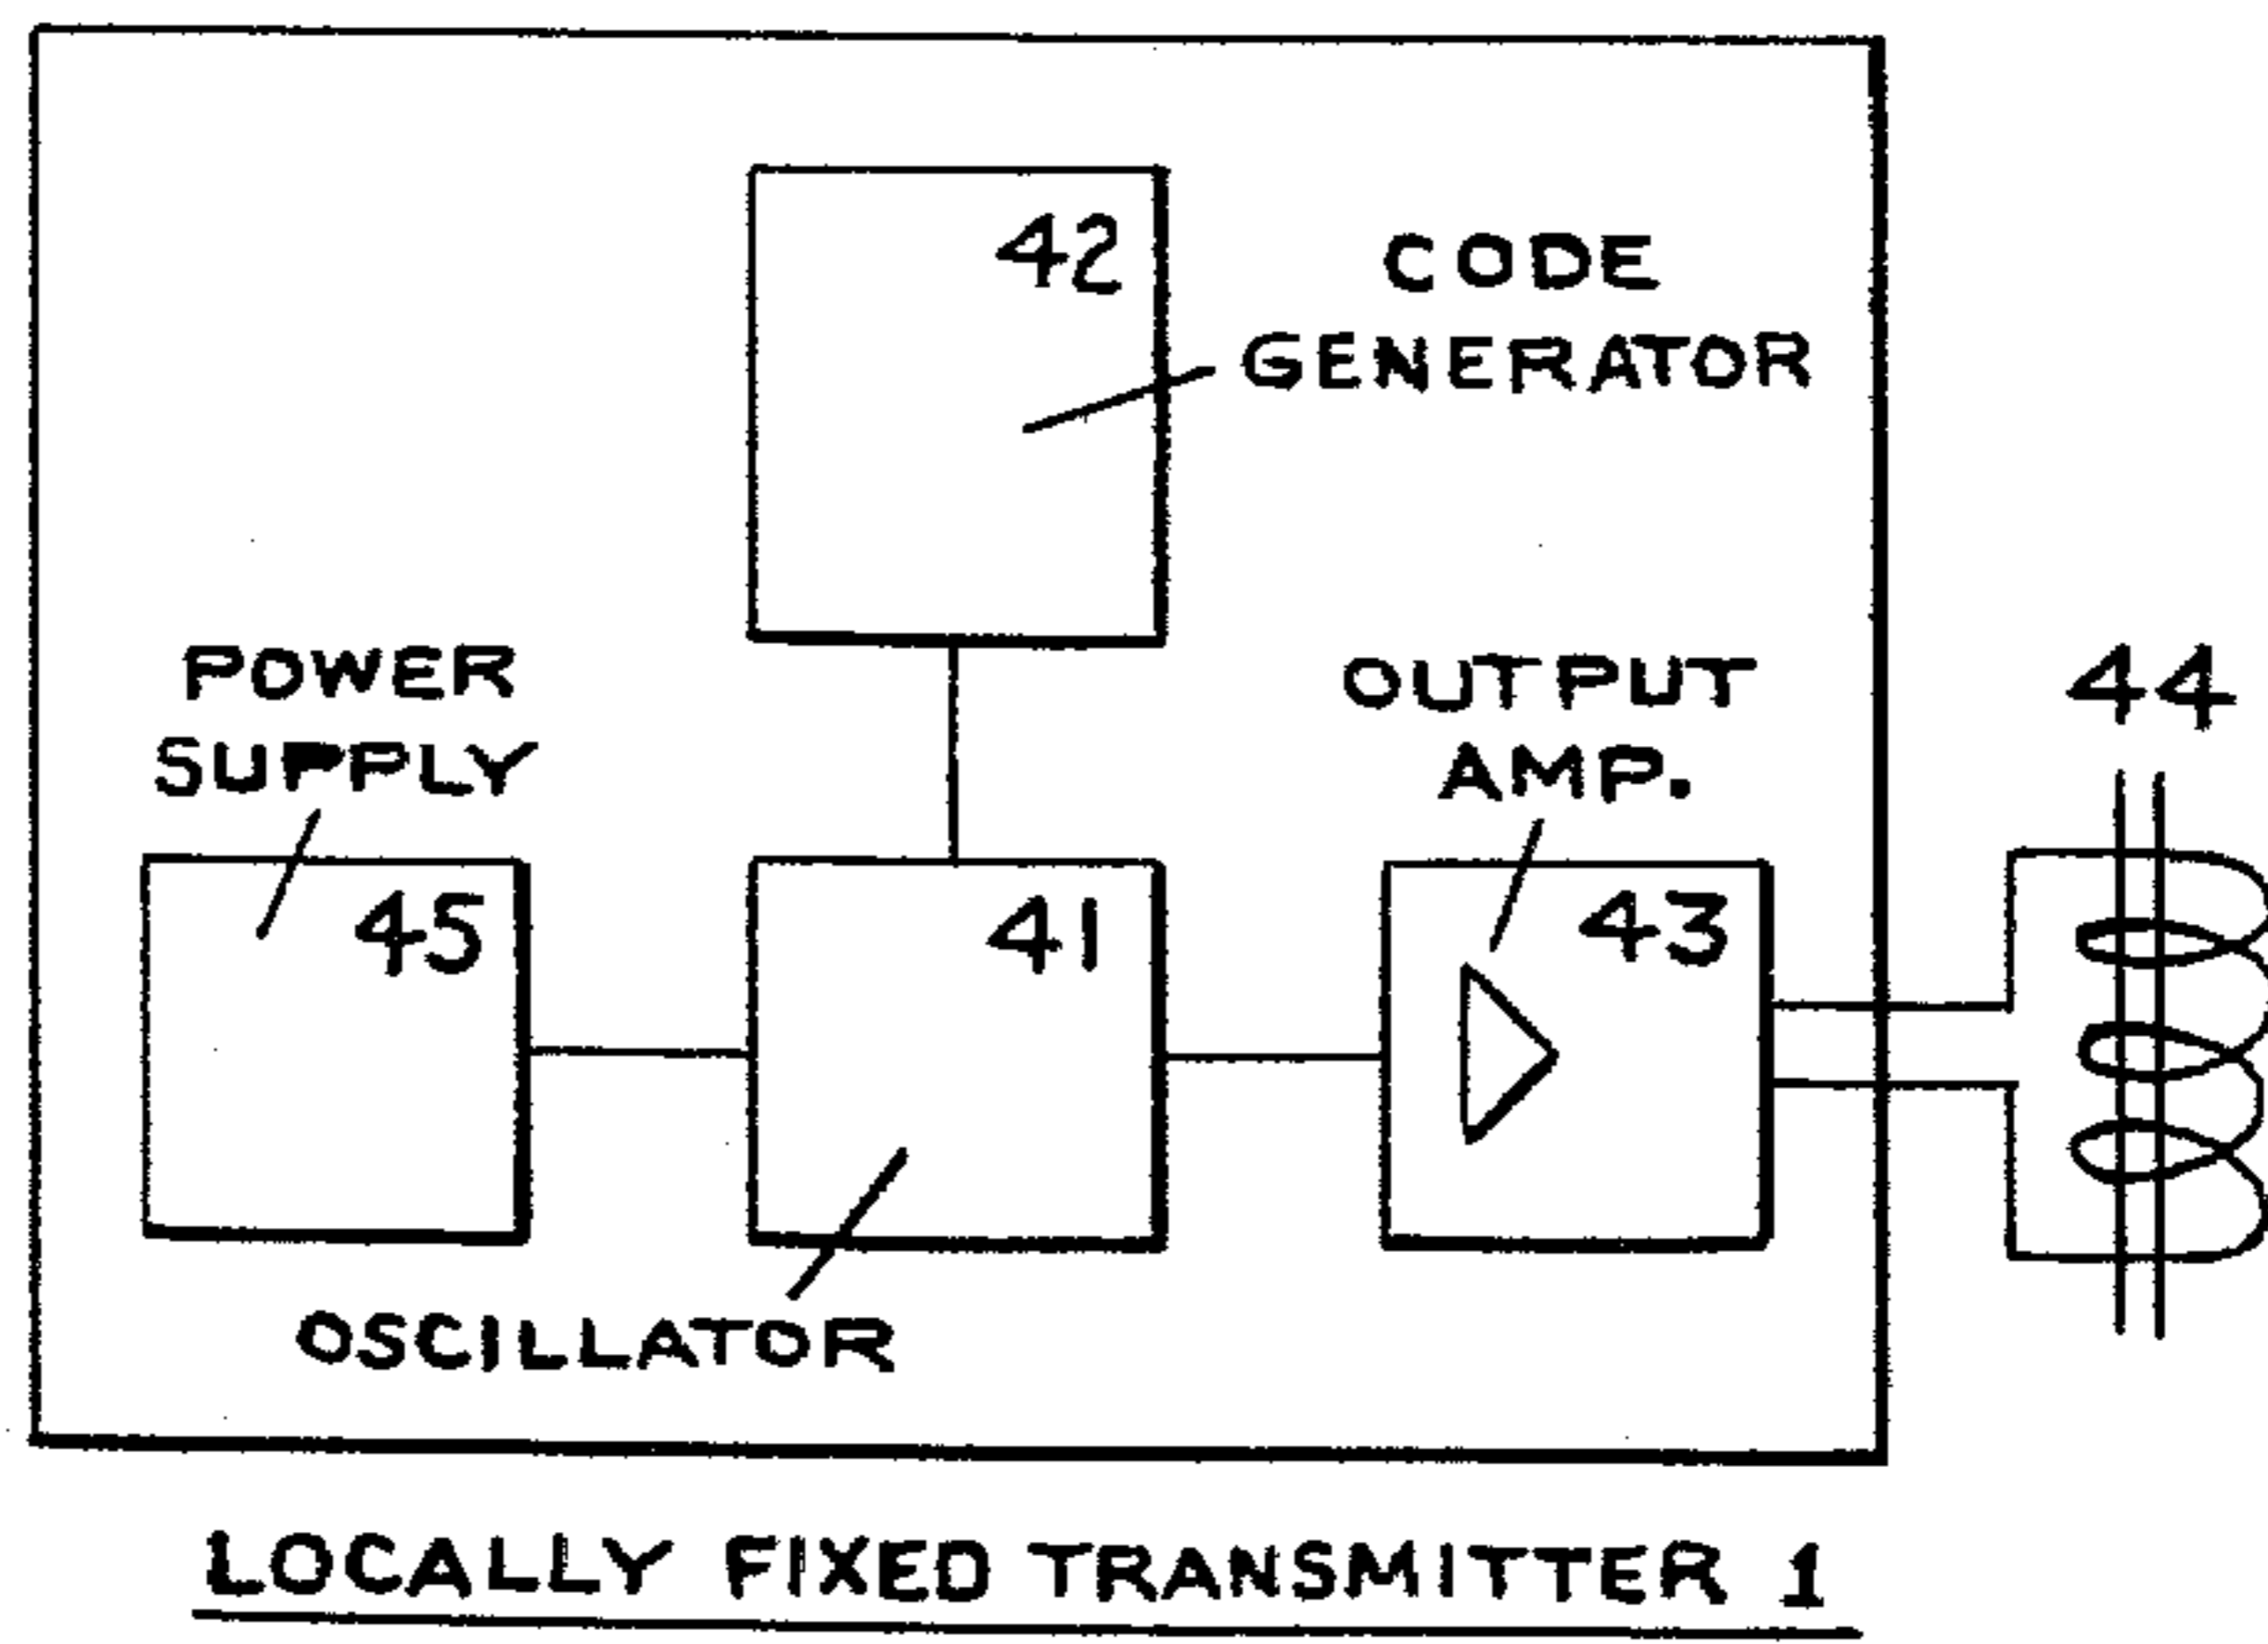 42
CODE
GENERATOR
POWER
SUPPLY
OUTPUT
AMP.
44
45
41
43
OSCILLATOR
LOCALLY FIXED TRANSMITTER 1